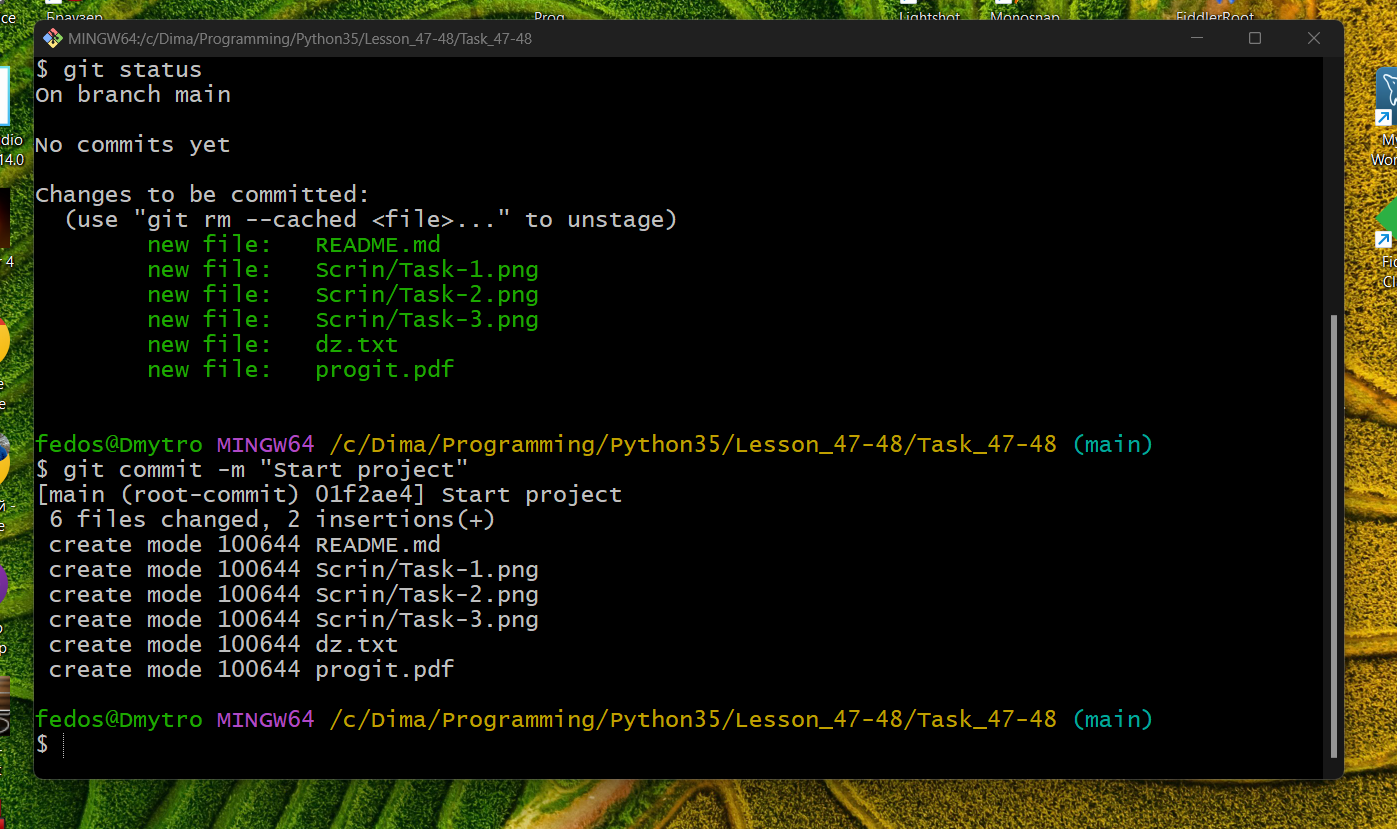 ce Браузер Prog Lightshot Monosnap FiddlerRoot
MINGW64:/c/Dima/Programming/Python35/Lesson_47-48/Task_47-48
$ git status
On branch main
No commits yet
Changes to be committed:
(use "git rm --cached <file>..." to unstage)
new file: README.md
new file: Scrin/Task-1.png
new file: Scrin/Task-2.png
new file: Scrin/Task-3.png
new file: dz.txt
new file: progit.pdf
fedos@Dmytro MINGW64 /c/Dima/Programming/Python35/Lesson_47-48/Task_47-48 (main)
$ git commit -m "Start project"
[main (root-commit) 01f2ae4] Start project
6 files changed, 2 insertions(+)
create mode 100644 README.md
create mode 100644 Scrin/Task-1.png
create mode 100644 Scrin/Task-2.png
create mode 100644 Scrin/Task-3.png
create mode 100644 dz.txt
create mode 100644 progit.pdf
fedos@Dmytro MINGW64 /c/Dima/Programming/Python35/Lesson_47-48/Task_47-48 (main)
$
dio
14.0